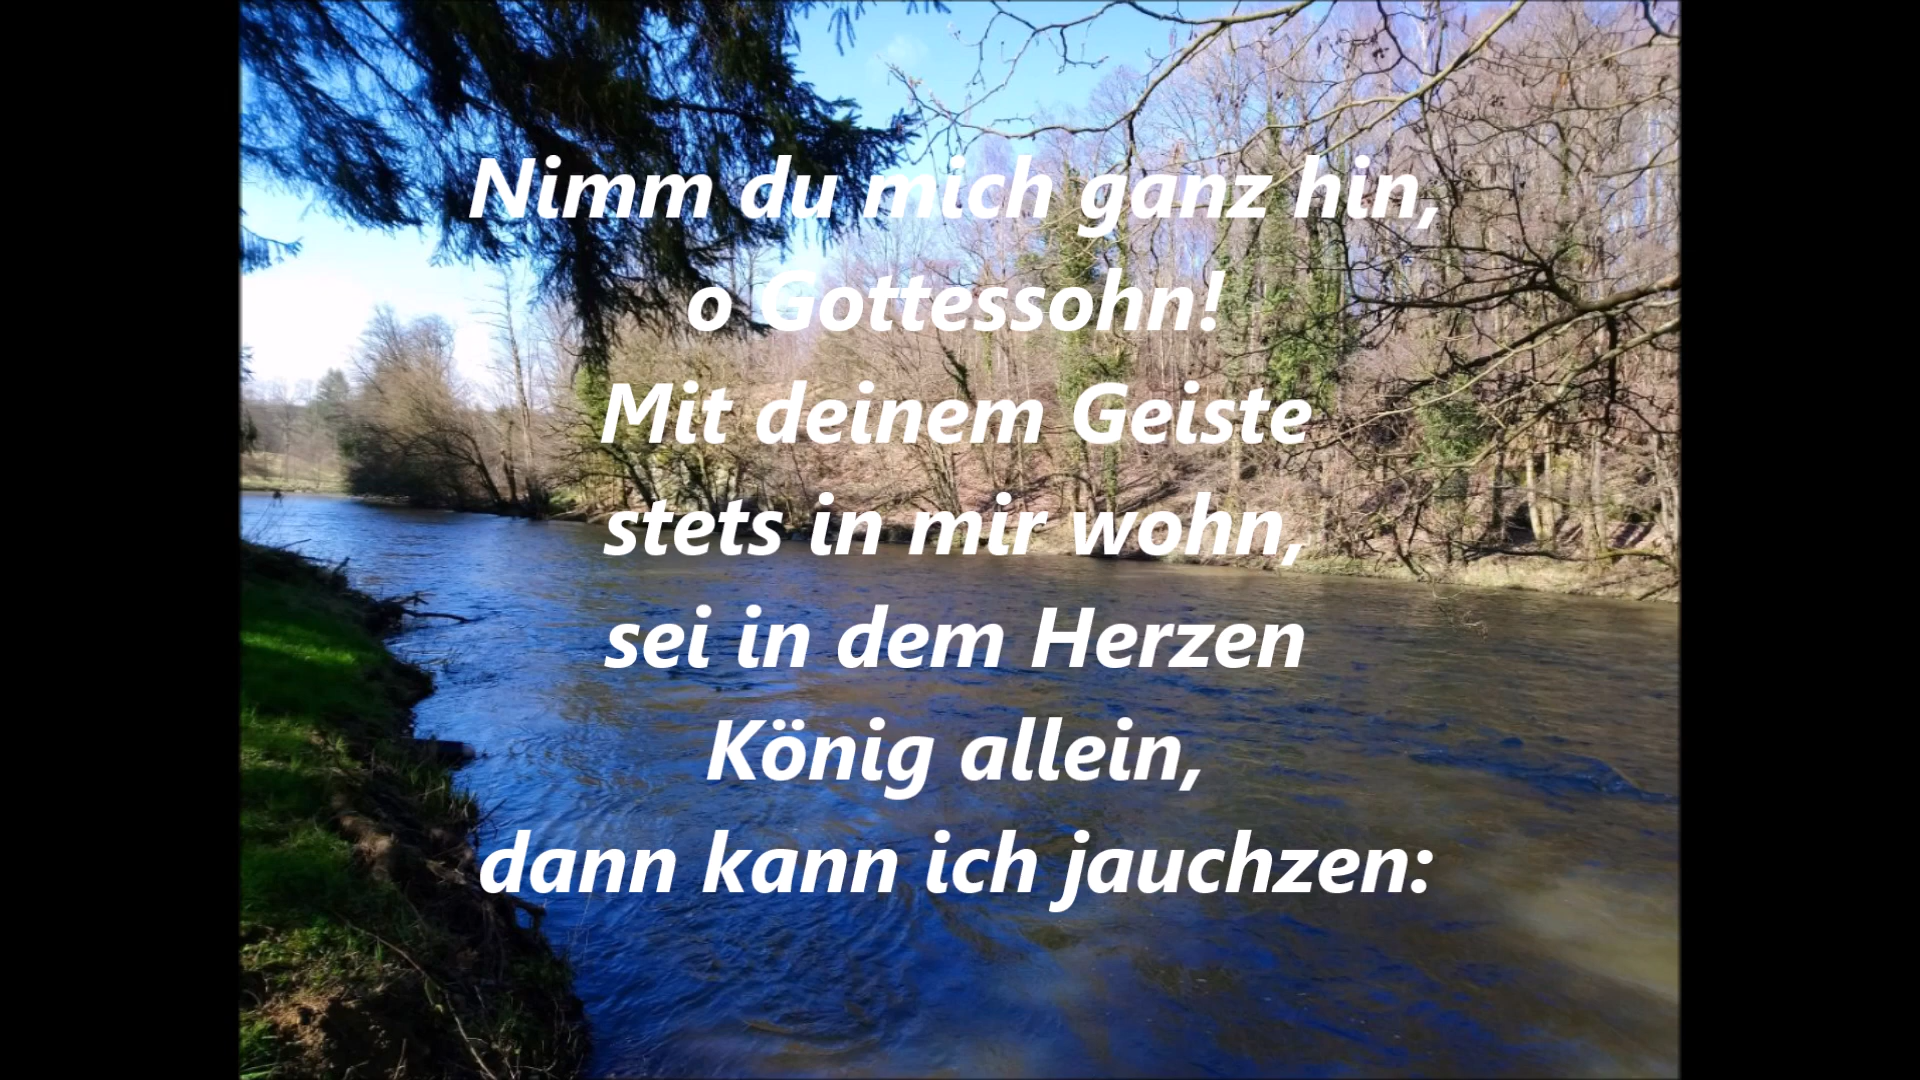 Nimm du mich ganz hin,
o Gottessohn!
Mit deinem Geiste
stets in mir wohn,
sei in dem Herzen
König allein,
dann kann ich jauchzen: